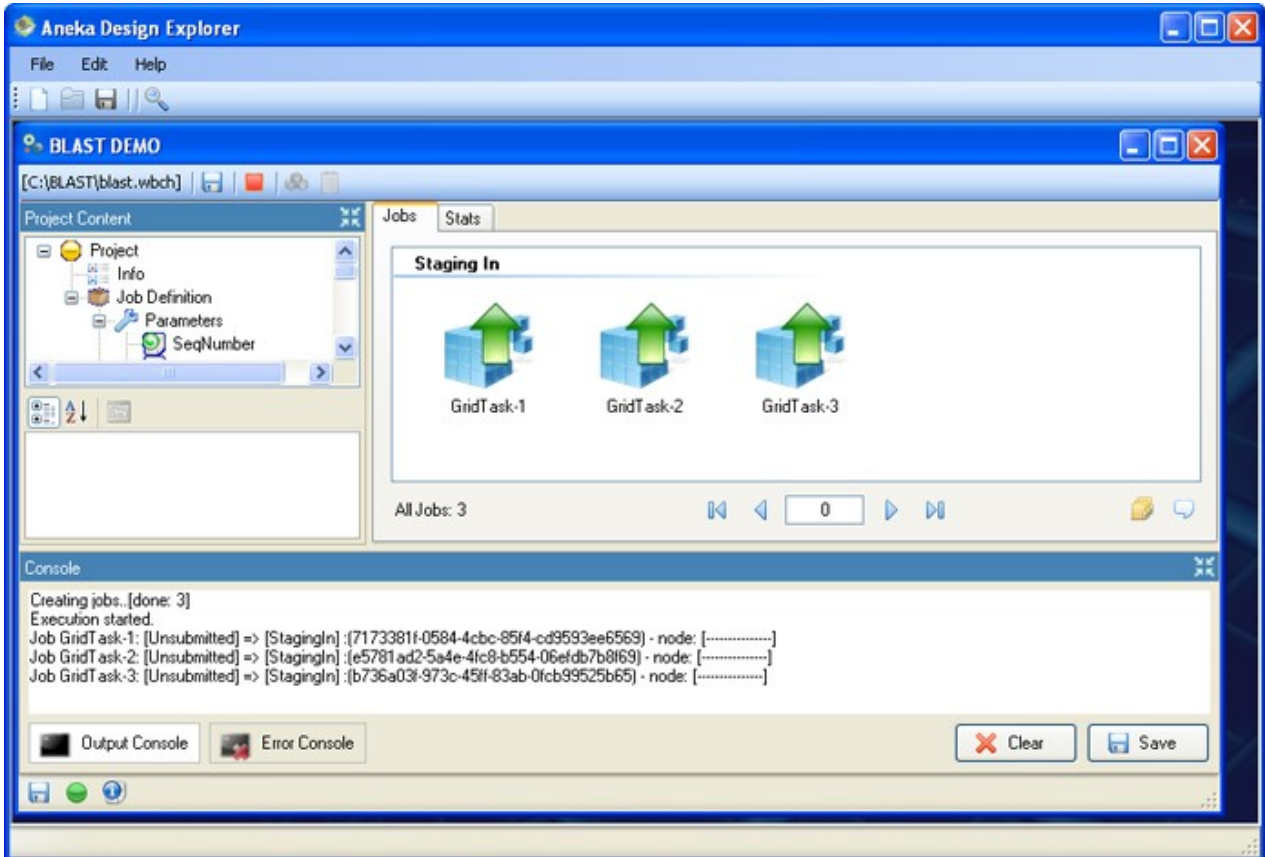 Aneka Design Explorer
File Edit Help
BLAST DEMO
[C:\BLAST\blast.wbch]
Project Content
Project
Info
Job Definition
Parameters
SeqNumber
Jobs Stats
Staging In
GridTask-1 GridTask-2 GridTask-3
All Jobs: 3
0
Console
Creating jobs..[done: 3]
Execution started.
Job GridTask-1: [Unsubmitted] => [StagingIn] :(7173381f-0584-4cbc-85f4-cd9593ee6569) - node: [---------------]
Job GridTask-2: [Unsubmitted] => [StagingIn] :(e5781ad2-5a4e-4fc8-b554-06efdb7b8f69) - node: [---------------]
Job GridTask-3: [Unsubmitted] => [StagingIn] :(b736a03f-973c-45ff-83ab-0fcb99525b65) - node: [---------------]
Output Console Error Console Clear Save